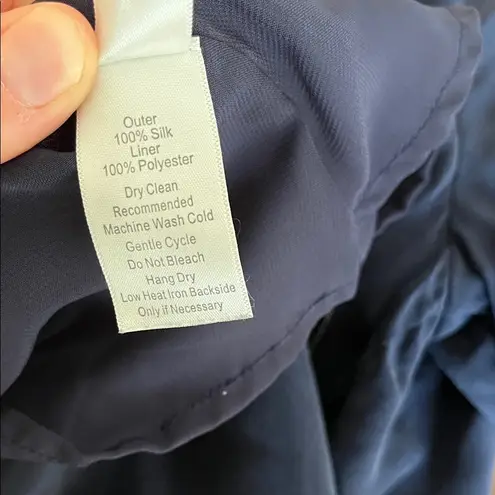 Outer
100% Silk
Liner
100% Polyester
Dry Clean
Recommended
Machine Wash Cold
Gentle Cycle
Do Not Bleach
Hang Dry
Low Heat Iron Backside
Only If Necessary